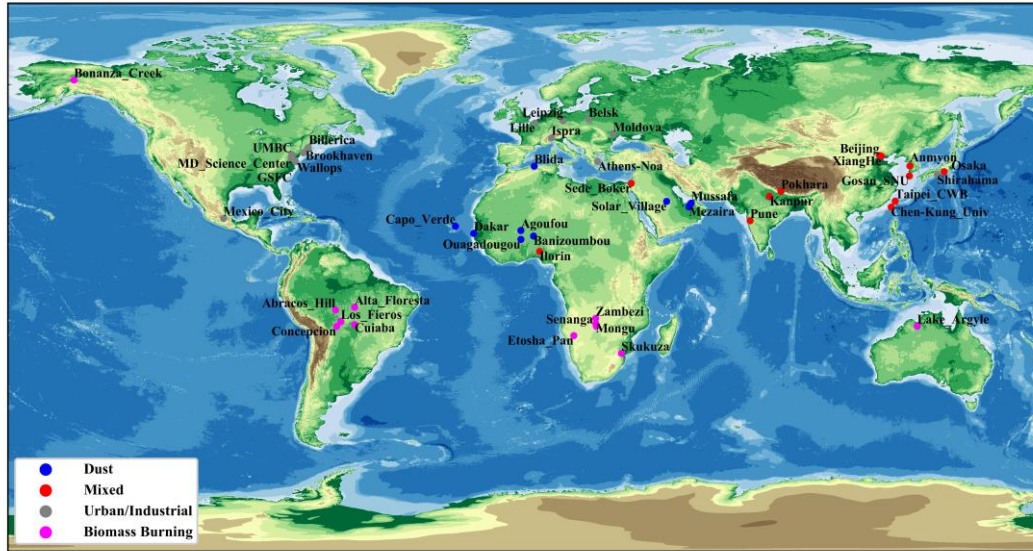 Bonanza_Creek
Leipzig
Belsk
Lille
Ispra
Moldova
Billerica
UMBC
Brookhaven
MD_Science_Center
Wallops
GSFC
Blida
Athens-Noa
Beijing
XiangHe
Anmyon
Osaka
Gosan_SNU
Shirahama
Sede_Boker
Pokhara
Solar_Village
Mussafa
Kanpur
Taipei_CWB
Mezaira
Chen-Kung_Univ
Mexico_City
Pune
Capo_Verde
Dakar
Agoufou
Ouagadougou
Banizoumbou
Ilorin
Abracos_Hill
Alta_Floresta
Los_Fieros
Concepcion
Cuiaba
Senanga
Zambezi
Mongu
Etosha_Pan
Skukuza
Lake_Argyle
Dust
Mixed
Urban/Industrial
Biomass Burning